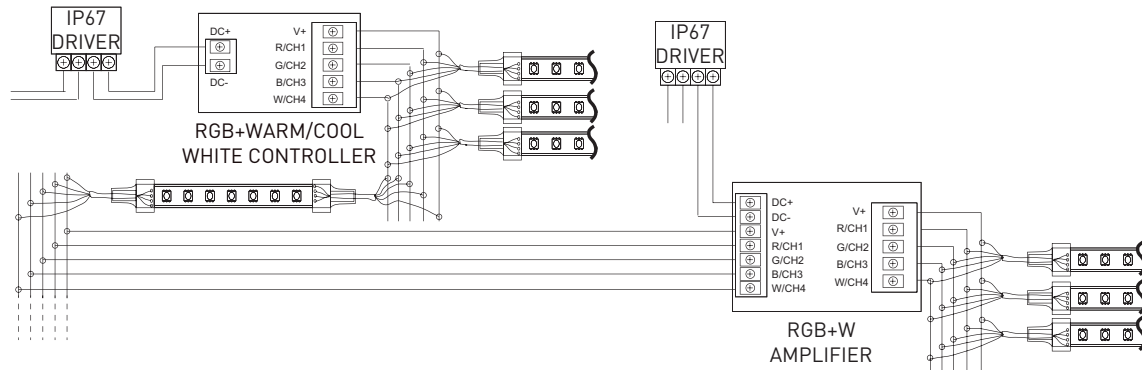 IP67
DRIVER
DC+
DC-
V+
R/CH1
G/CH2
B/CH3
W/CH4
RGB+WARM/COOL
WHITE CONTROLLER
IP67
DRIVER
DC+
DC-
V+
R/CH1
G/CH2
B/CH3
W/CH4
V+
R/CH1
G/CH2
B/CH3
W/CH4
RGB+W
AMPLIFIER